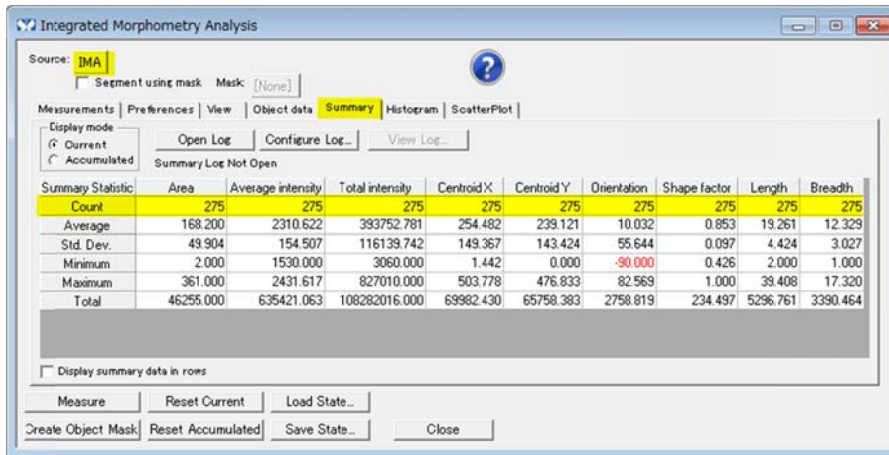 Integrated Morphometry Analysis
Source: IMA
Segment using mask Mask: [None]
?
Measurements Preferences View Object data Summary Histogram ScatterPlot
Display mode
Current
Accumulated
Open Log Configure Log... View Log...
Summary Log Not Open
Summary Statistic Area Average intensity Total intensity Centroid X Centroid Y Orientation Shape factor Length Breadth
Count 275 275 275 275 275 275 275 275 275
Average 168.200 2310.622 393752.781 254.482 239.121 10.032 0.853 19.261 12.329
Std. Dev. 49.904 154.507 116139.742 149.367 143.424 55.644 0.097 4.424 3.027
Minimum 2.000 1530.000 3060.000 1.442 0.000 -90.000 0.426 2.000 1.000
Maximum 361.000 2431.617 827010.000 503.778 476.833 82.569 1.000 39.408 17.320
Total 46255.000 635421.063 108282016.000 69982.430 65758.383 2758.819 234.497 5296.761 3390.464
Display summary data in rows
Measure Reset Current Load State...
Create Object Mask Reset Accumulated Save State... Close